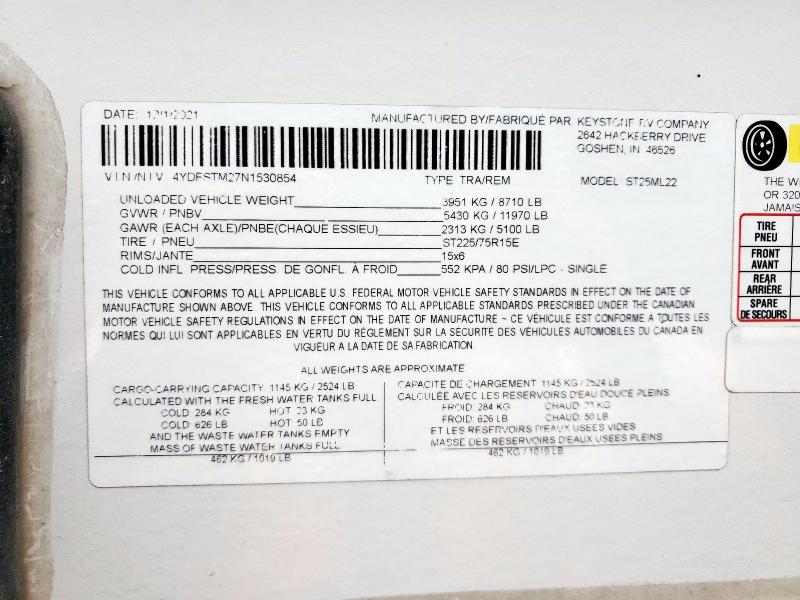 DATE: 12/1/2021
MANUFACTURED BY/FABRIQUÉ PAR: KEYSTONE RV COMPANY
2642 HACKBERRY DRIVE
GOSHEN, IN 46526
VIN/NIV 4YDFSTM27N1530854 TYPE: TRA/REM MODEL: ST25ML22
UNLOADED VEHICLE WEIGHT 3951 KG / 8710 LB
GVWR / PNBV 5430 KG / 11970 LB
GAWR (EACH AXLE)/PNBE(CHAQUE ESSIEU) 2313 KG / 5100 LB
TIRE / PNEU ST225/75R15E
RIMS/JANTE 15x6
COLD INFL. PRESS/PRESS. DE GONFL. À FROID 552 KPA / 80 PSI/LPC - SINGLE
THIS VEHICLE CONFORMS TO ALL APPLICABLE U.S. FEDERAL MOTOR VEHICLE SAFETY STANDARDS IN EFFECT ON THE DATE OF
MANUFACTURE SHOWN ABOVE. THIS VEHICLE CONFORMS TO ALL APPLICABLE STANDARDS PRESCRIBED UNDER THE CANADIAN
MOTOR VEHICLE SAFETY REGULATIONS IN EFFECT ON THE DATE OF MANUFACTURE ~ CE VÉHICULE EST CONFORME A TOUTES LES
NORMES QUI LUI SONT APPLICABLES EN VERTU DU RÉGLEMENT SUR LA SÉCURITÉ DES VÉHICULES AUTOMOBILES DU CANADA EN
VIGUEUR A LA DATE DE SA FABRICATION.
ALL WEIGHTS ARE APPROXIMATE
CARGO-CARRYING CAPACITY 1145 KG / 2524 LB
CALCULATED WITH THE FRESH WATER TANKS FULL
COLD: 284 KG HOT: 23 KG
COLD: 626 LB HOT: 50 LB
AND THE WASTE WATER TANKS EMPTY
MASS OF WASTE WATER TANKS FULL
462 KG / 1019 LB
CAPACITE DE CHARGEMENT 1145 KG / 2524 LB
CALCULÉE AVEC LES RESERVOIRS D'EAU DOUCE PLEINS
FROID: 284 KG CHAUD: 23 KG
FROID: 626 LB CHAUD: 50 LB
ET LES RESERVOIRS D'EAUX USÉES VIDES
MASSE DES RESERVOIRS D'EAUX USÉES PLEINS
462 KG / 1019 LB
THE
OR 320
JAMAIS
TIRE
PNEU
FRONT
AVANT
REAR
ARRIÈRE
SPARE
DE SECOURS